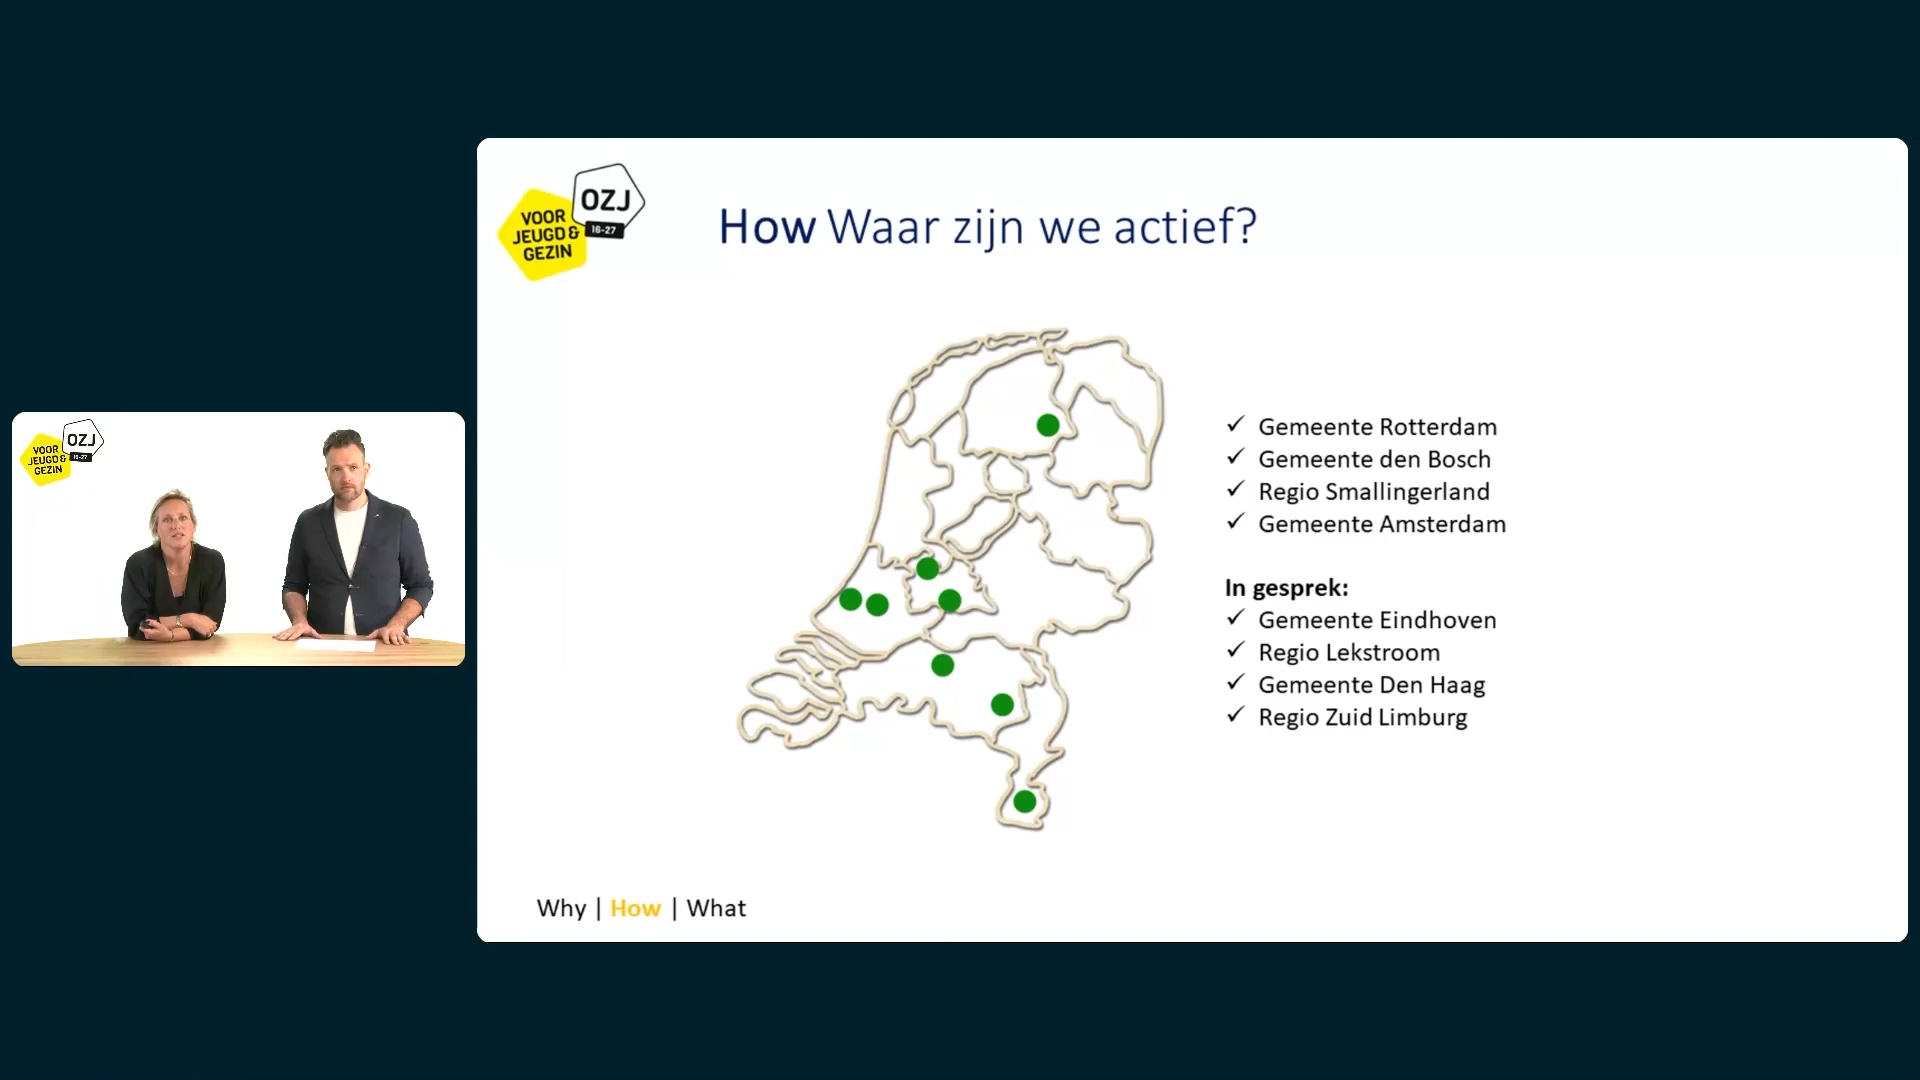 VOOR
JEUGD &
GEZIN
OZJ
16-27
How Waar zijn we actief?
✓ Gemeente Rotterdam
✓ Gemeente den Bosch
✓ Regio Smallingerland
✓ Gemeente Amsterdam
In gesprek:
✓ Gemeente Eindhoven
✓ Regio Lekstroom
✓ Gemeente Den Haag
✓ Regio Zuid Limburg
Why | How | What
VOOR
JEUGD &
GEZIN
OZJ
16-27